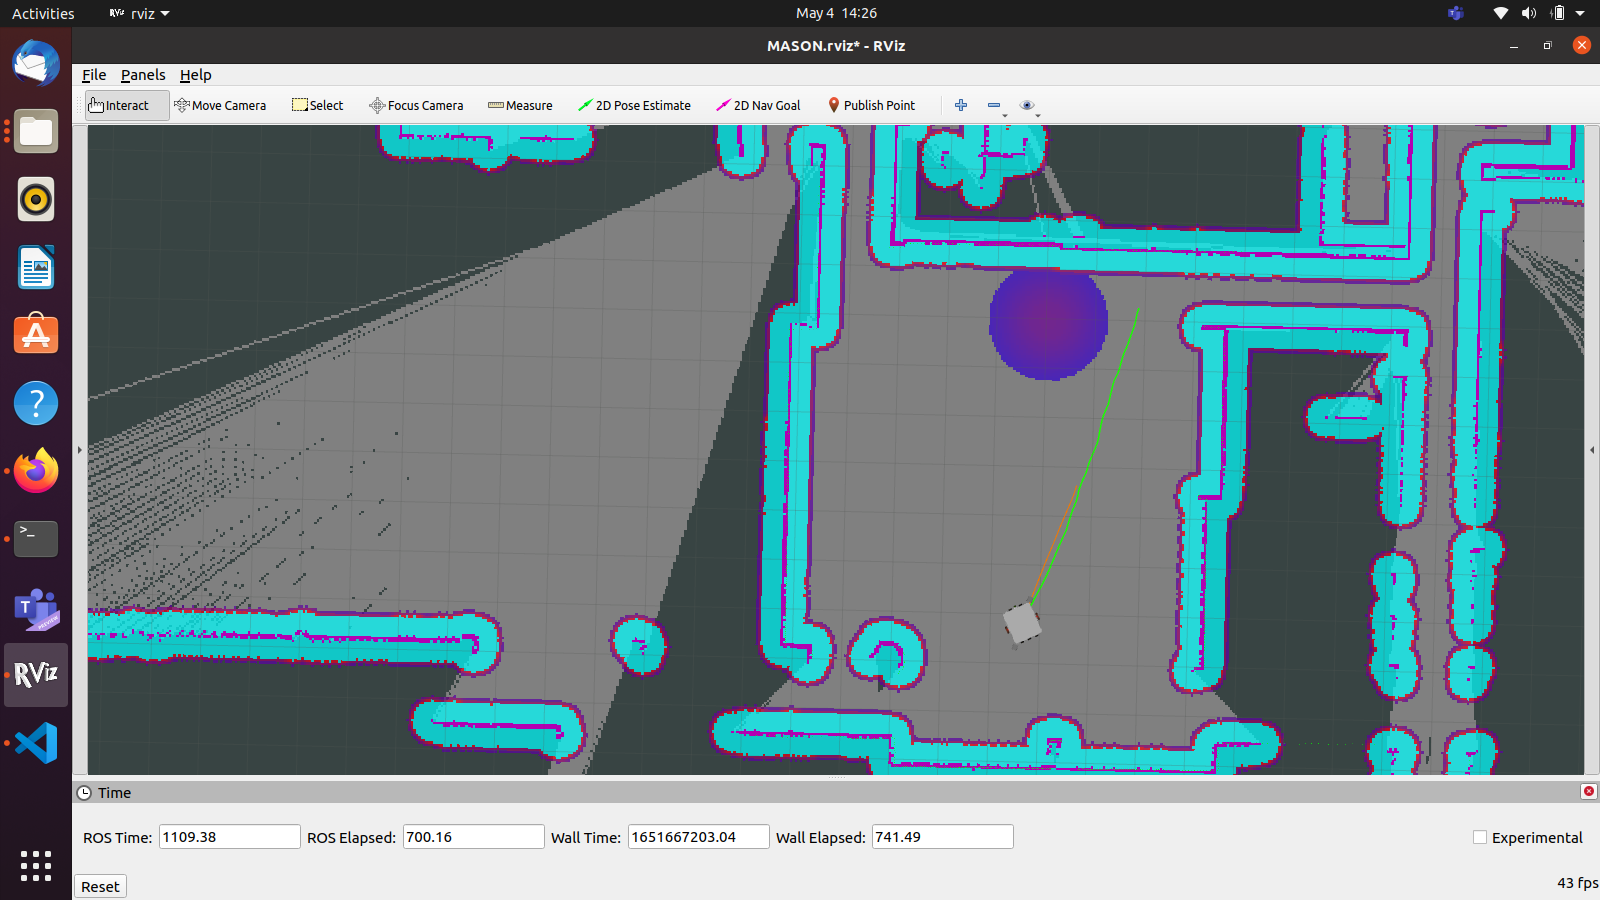 Activities RViz rviz May 4 14:26
MASON.rviz* - RViz
File Panels Help
Interact Move Camera Select Focus Camera Measure 2D Pose Estimate 2D Nav Goal Publish Point
?
>_
T
PREVIEW
RViz
Time
ROS Time: 1109.38 ROS Elapsed: 700.16 Wall Time: 1651667203.04 Wall Elapsed: 741.49 Experimental
Reset 43 fps